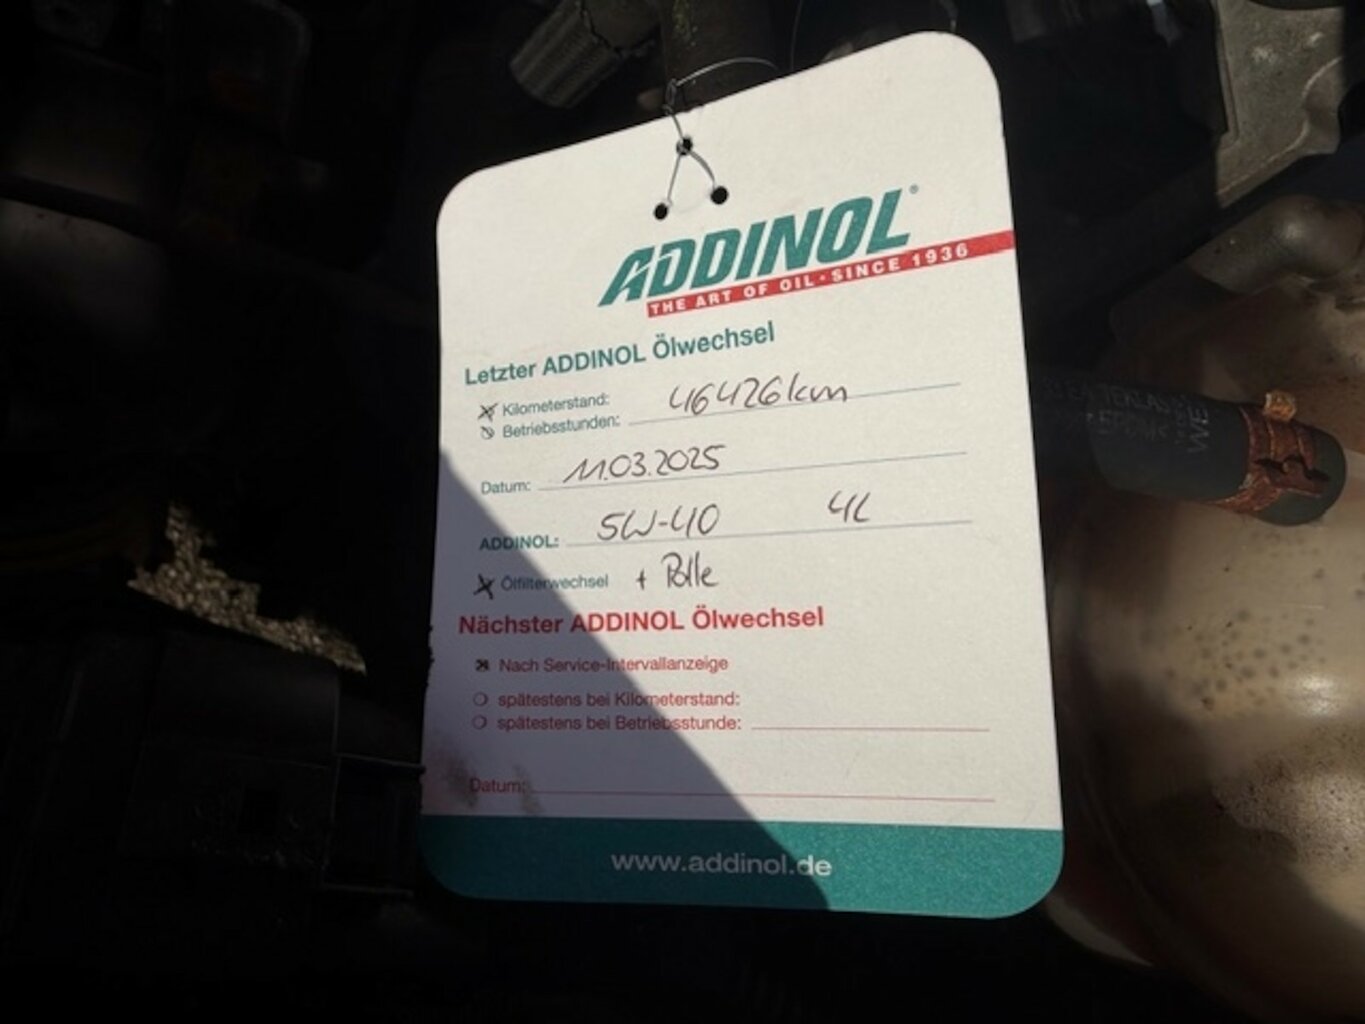 ADDINOL®
THE ART OF OIL · SINCE 1936
Letzter ADDINOL Ölwechsel
Kilometerstand: 46426 km
Betriebsstunden:
Datum: 11.03.2025
ADDINOL: 5W-40 4L
Ölfilterwechsel + Polle
Nächster ADDINOL Ölwechsel
Nach Service-Intervallanzeige
spätestens bei Kilometerstand:
spätestens bei Betriebsstunde:
Datum:
www.addinol.de